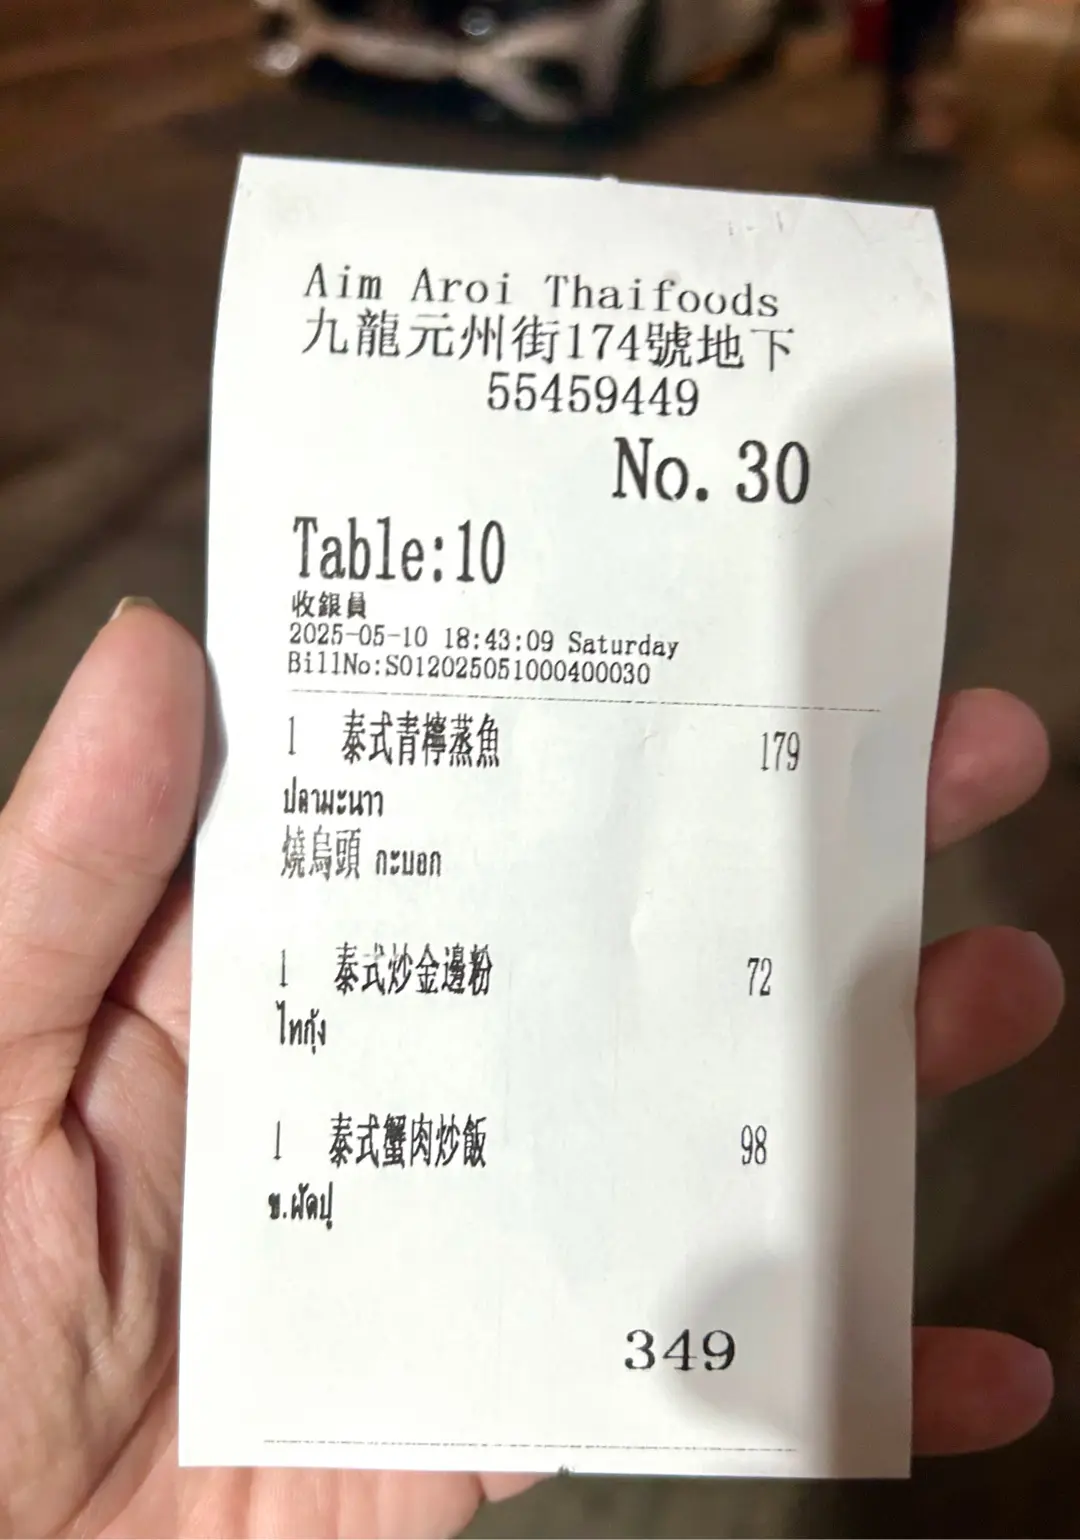 Aim Aroi Thaifoods
九龍元州街174號地下
55459449
No. 30
Table:10
收銀員
2025-05-10 18:43:09 Saturday
BillNo:S012025051000400030
1 泰式青檸蒸魚 179
ปลามะนาว
燒烏頭 กะบอก
1 泰式炒金邊粉 72
ไทกุ้ง
1 泰式蟹肉炒飯 98
ข.ผัดปู
349